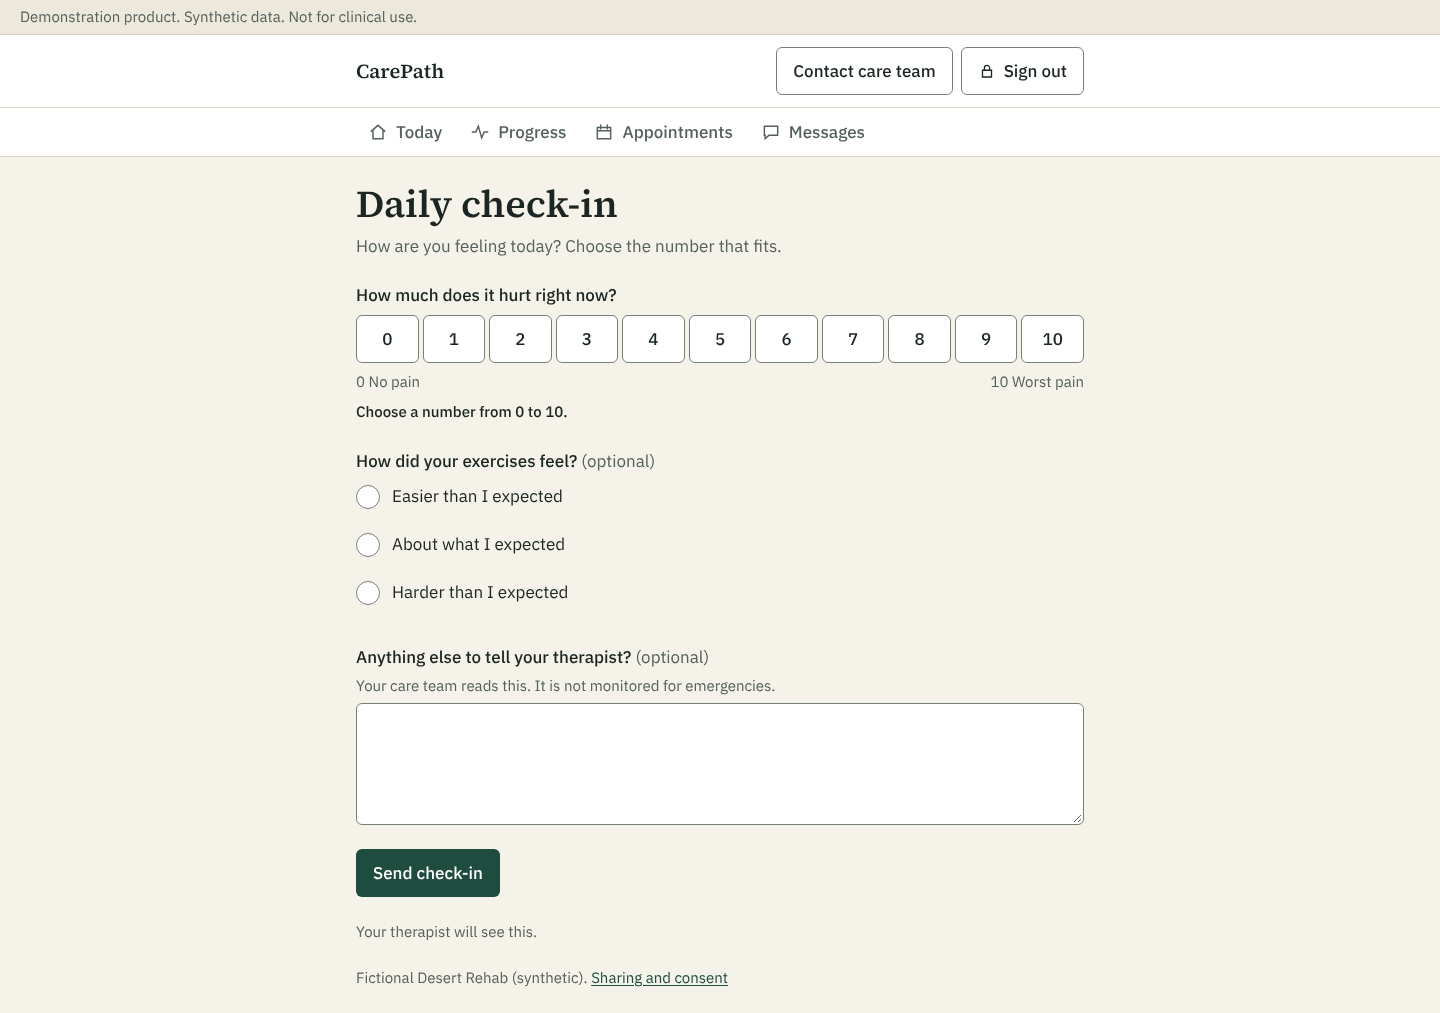 Demonstration product. Synthetic data. Not for clinical use.
CarePath
Contact care team
Sign out
Today
Progress
Appointments
Messages
Daily check-in
How are you feeling today? Choose the number that fits.
How much does it hurt right now?
0 1 2 3 4 5 6 7 8 9 10
0 No pain
10 Worst pain
Choose a number from 0 to 10.
How did your exercises feel? (optional)
Easier than I expected
About what I expected
Harder than I expected
Anything else to tell your therapist? (optional)
Your care team reads this. It is not monitored for emergencies.
Send check-in
Your therapist will see this.
Fictional Desert Rehab (synthetic). Sharing and consent